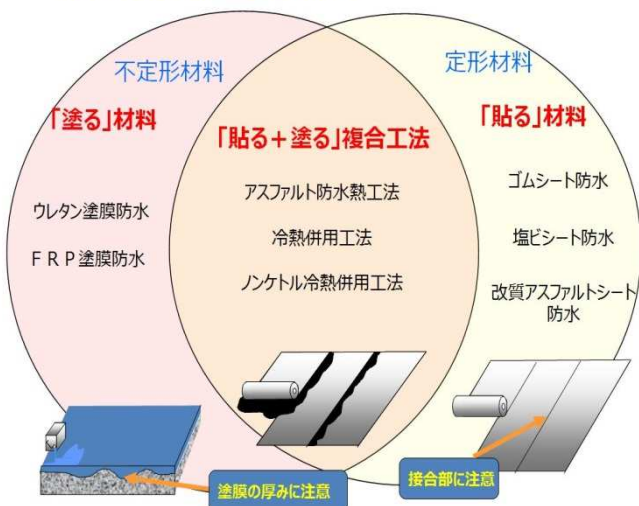 不定形材料
定形材料
「塗る」材料
「貼る+塗る」複合工法
「貼る」材料
ウレタン塗膜防水
FRP塗膜防水
アスファルト防水熱工法
冷熱併用工法
ノンケトル冷熱併用工法
ゴムシート防水
塩ビシート防水
改質アスファルトシート
防水
塗膜の厚みに注意
接合部に注意